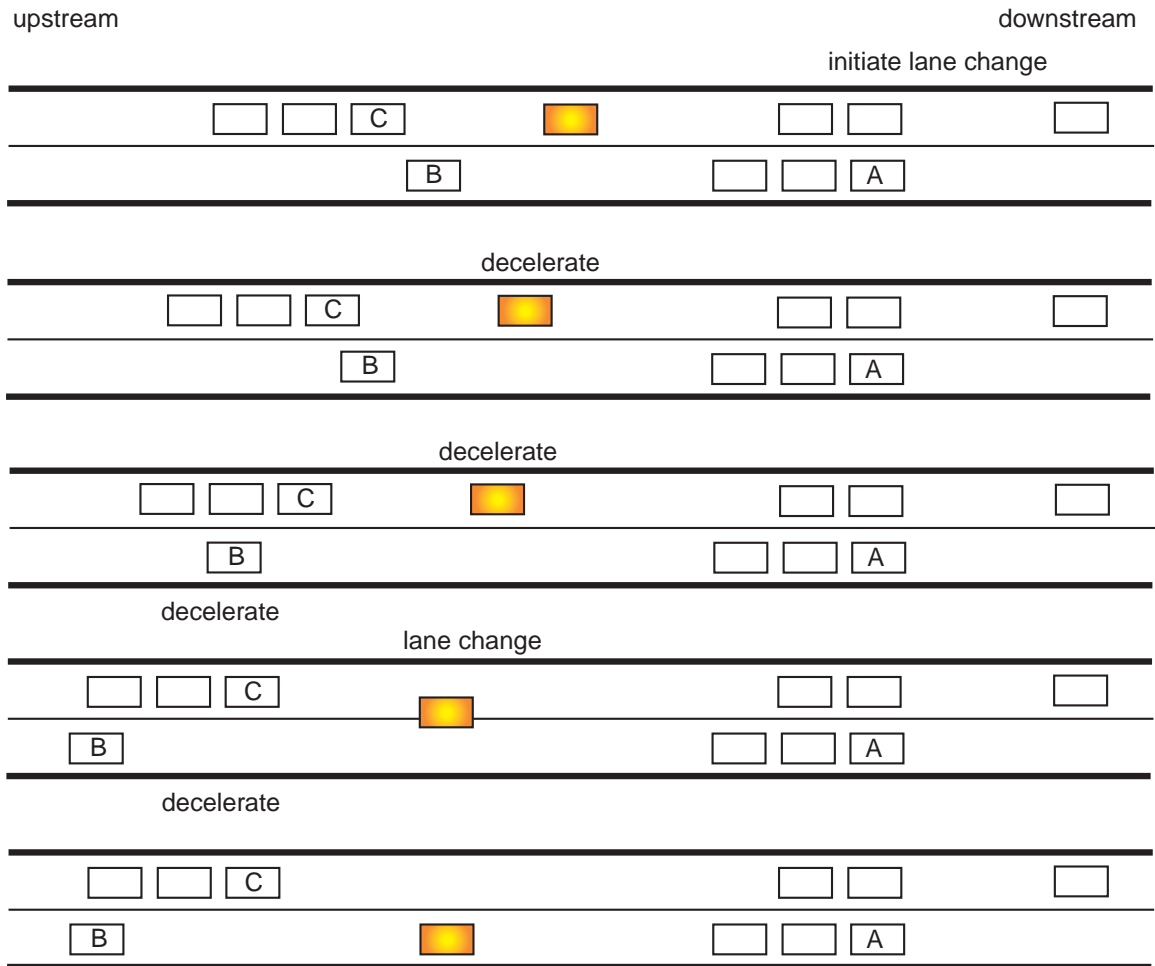 upstream downstream
initiate lane change
C
B A
decelerate
C
B A
decelerate
C
B A
decelerate
lane change
C
B A
decelerate
C
B A